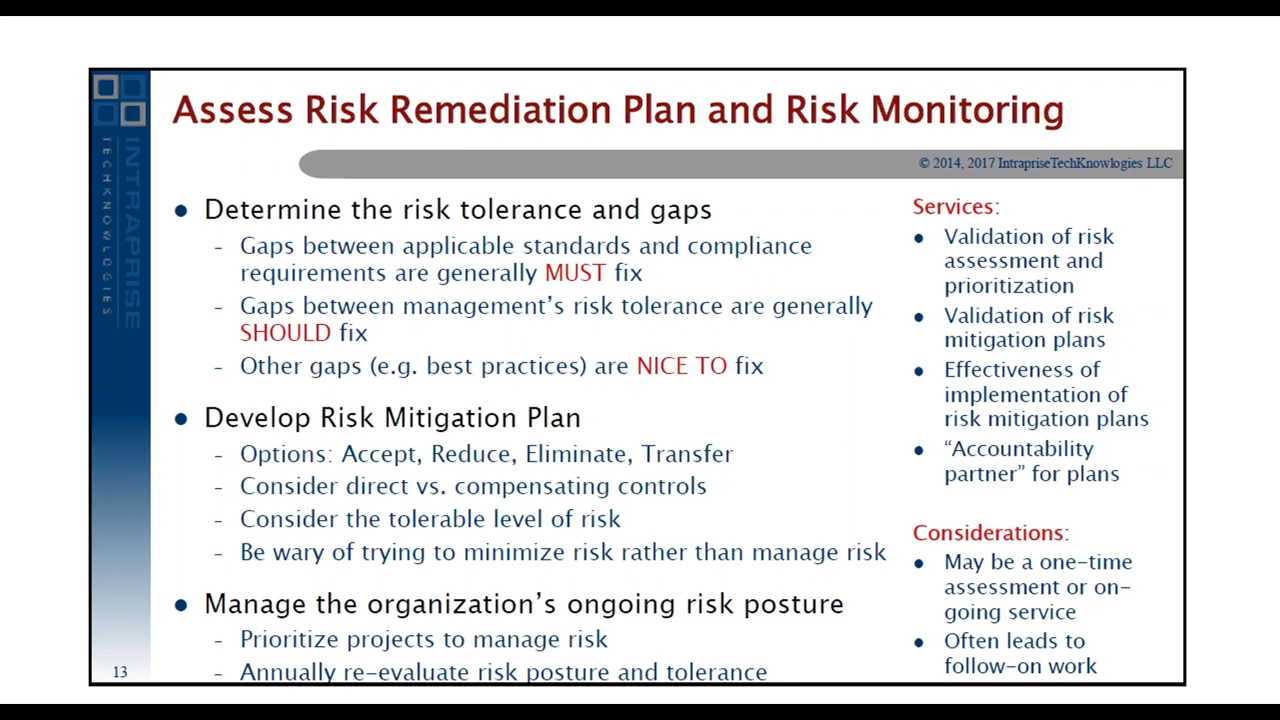 Assess Risk Remediation Plan and Risk Monitoring
© 2014, 2017 IntrapriseTechKnowlogies LLC
INTRAPRISE
TECHKNOWLOGIES
● Determine the risk tolerance and gaps
- Gaps between applicable standards and compliance
requirements are generally MUST fix
- Gaps between management’s risk tolerance are generally
SHOULD fix
- Other gaps (e.g. best practices) are NICE TO fix
● Develop Risk Mitigation Plan
- Options: Accept, Reduce, Eliminate, Transfer
- Consider direct vs. compensating controls
- Consider the tolerable level of risk
- Be wary of trying to minimize risk rather than manage risk
● Manage the organization’s ongoing risk posture
- Prioritize projects to manage risk
- Annually re-evaluate risk posture and tolerance
Services:
● Validation of risk
assessment and
prioritization
● Validation of risk
mitigation plans
● Effectiveness of
implementation of
risk mitigation plans
● “Accountability
partner” for plans
Considerations:
● May be a one-time
assessment or on-
going service
● Often leads to
follow-on work
13